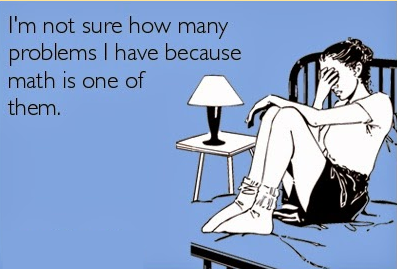 I'm not sure how many
problems I have because
math is one of
them.